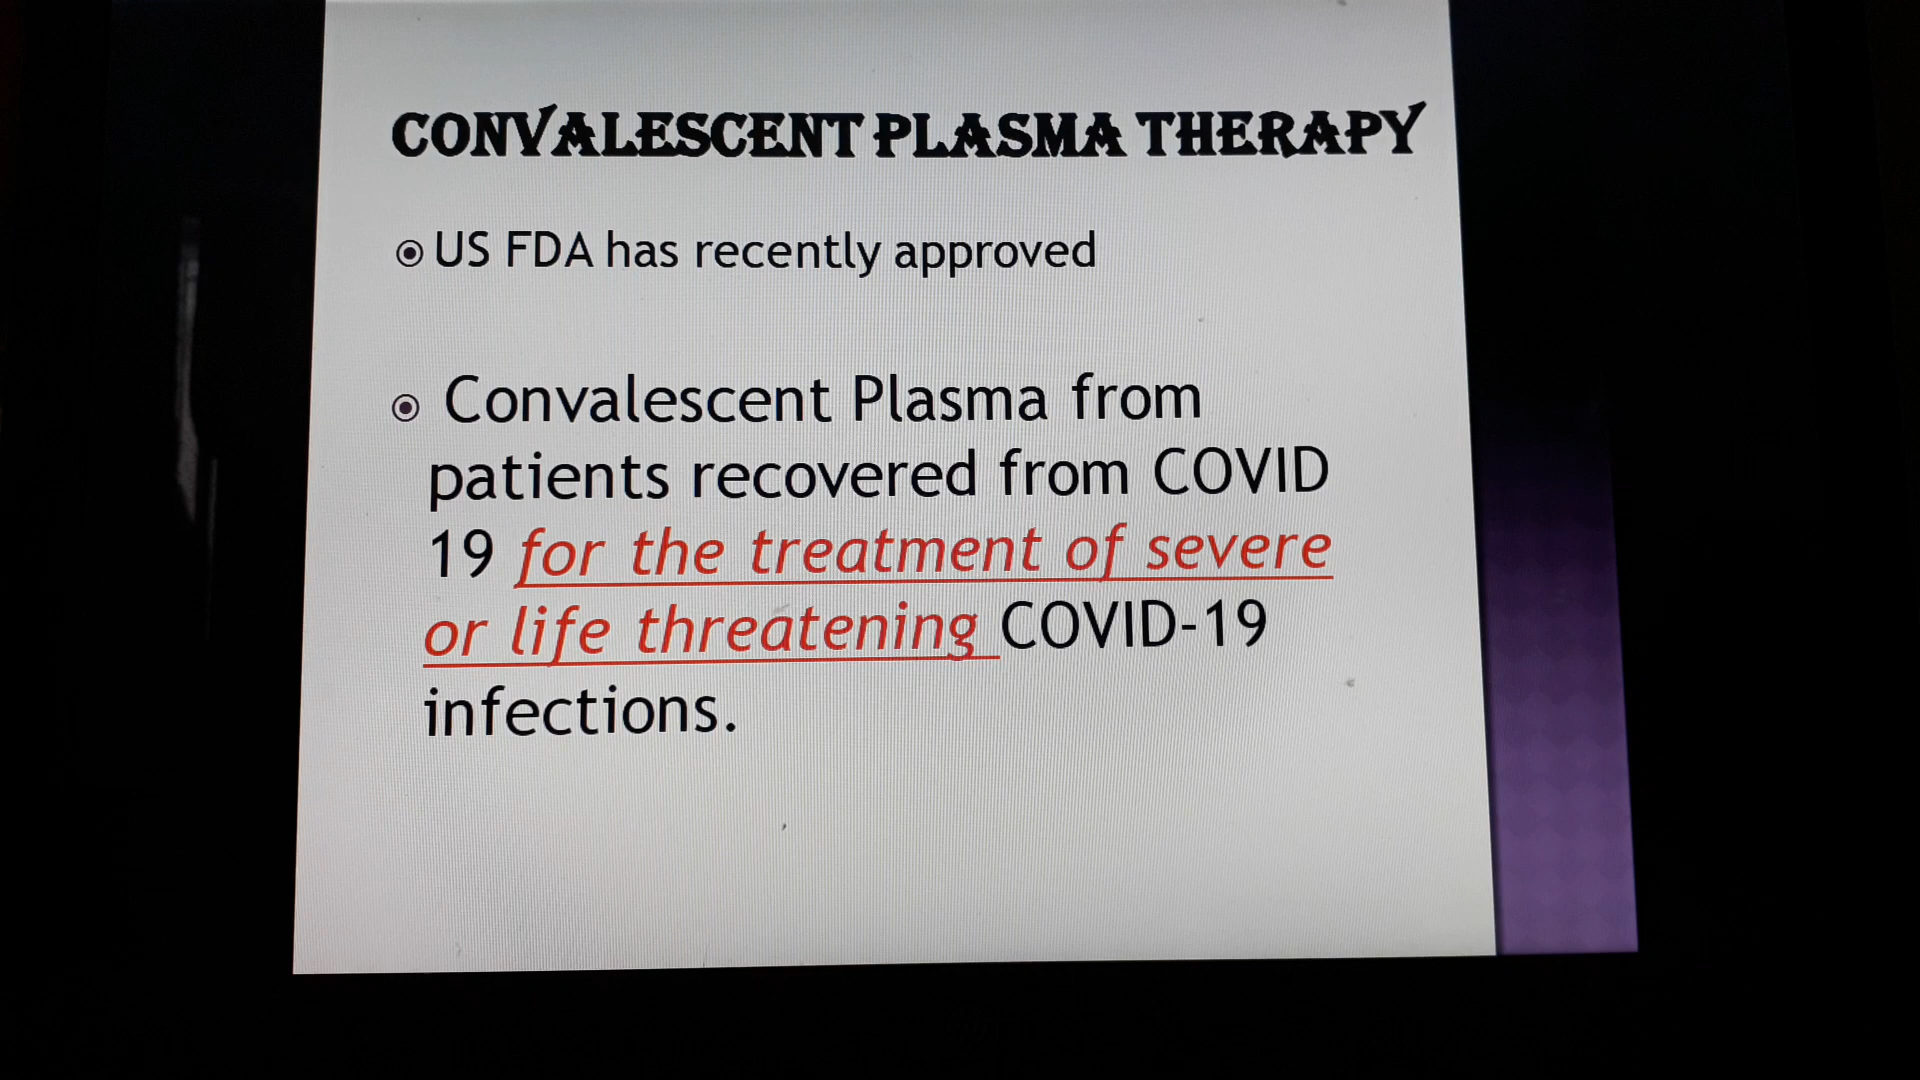 CONVALESCENT PLASMA THERAPY
US FDA has recently approved
Convalescent Plasma from
patients recovered from COVID
19 for the treatment of severe
or life threatening COVID-19
infections.